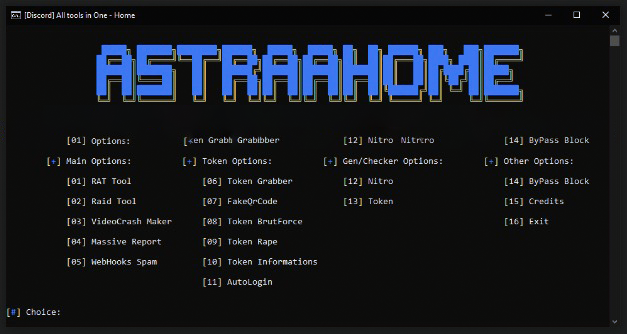 [Discord] All tools in One - Home
ASTRAAHOME
[01] Options: [+en Grabb Grabibber [12] Nitro Nitro [14] ByPass Block
[+] Main Options: [+] Token Options: [+] Gen/Checker Options: [+] Other Options:
[01] RAT Tool [06] Token Grabber [12] Nitro [14] ByPass Block
[02] Raid Tool [07] FakeQrCode [13] Token [15] Credits
[03] VideoCrash Maker [08] Token BrutForce [16] Exit
[04] Massive Report [09] Token Rape
[05] WebHooks Spam [10] Token Informations
[11] AutoLogin
[#] Choice: